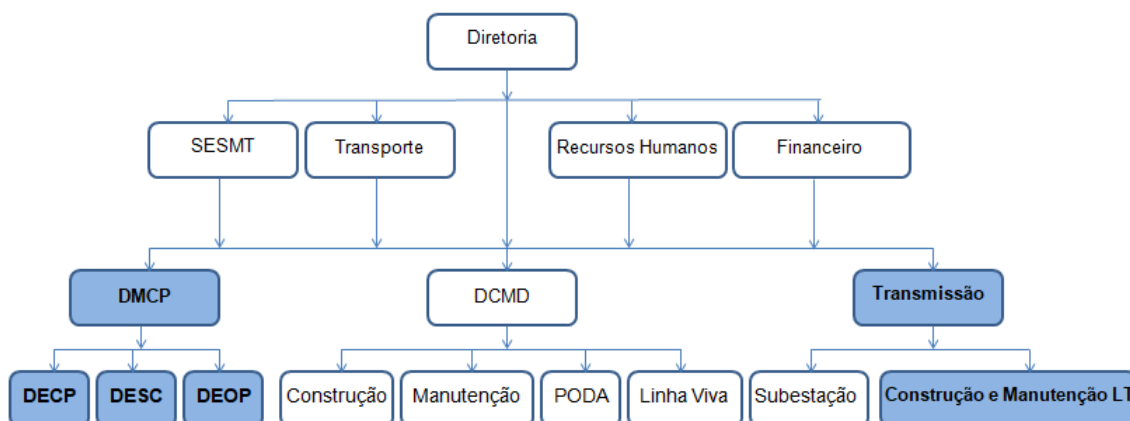 Diretoria
SESMT
Transporte
Recursos Humanos
Financeiro
DMCP
DCMD
Transmissão
DECP
DESC
DEOP
Construção
Manutenção
PODA
Linha Viva
Subestação
Construção e Manutenção LT